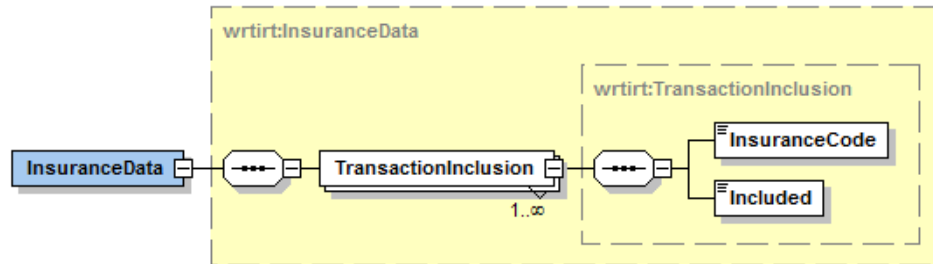 wrtirt:InsuranceData
wrtirt:TransactionInclusion
InsuranceCode
InsuranceData
TransactionInclusion
Included
1..∞